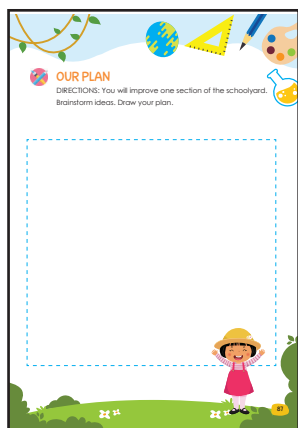 OUR PLAN
DIRECTIONS: You will improve one section of the schoolyard.
Brainstorm ideas. Draw your plan.
87